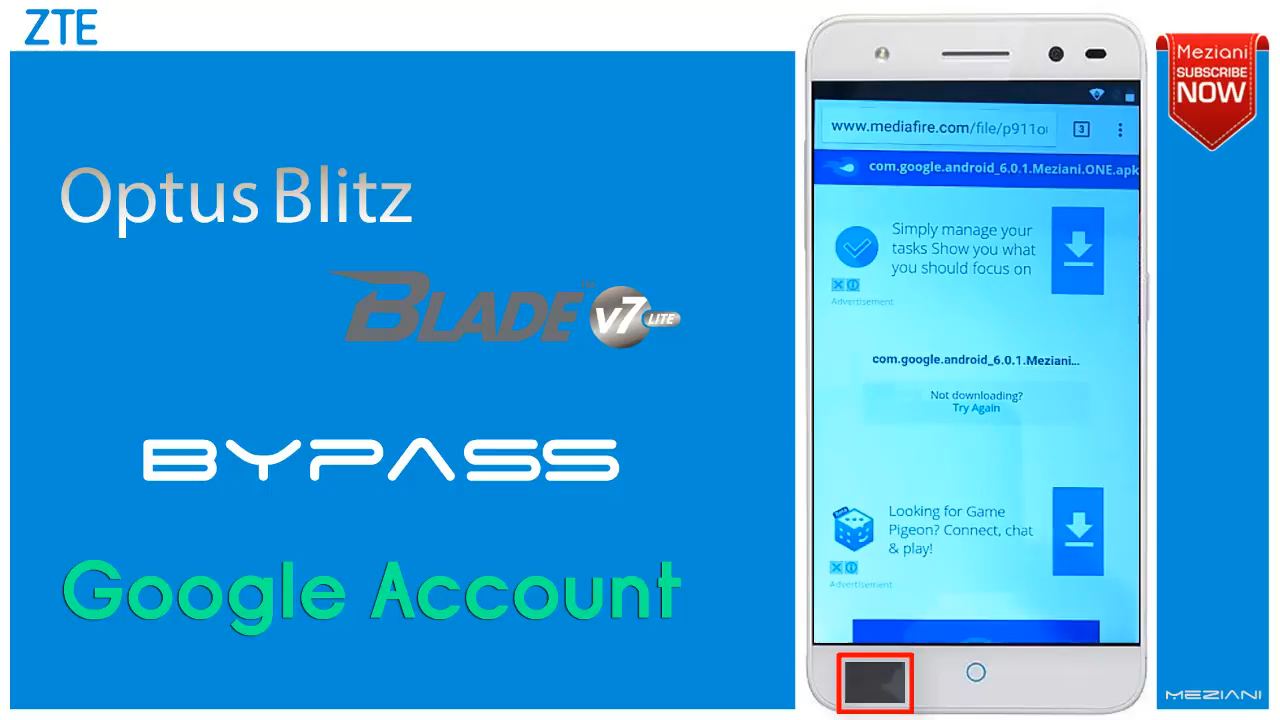 ZTE
Optus Blitz
BLADE™ V7 LITE
BYPASS
Google Account
www.mediafire.com/file/p911o
3
com.google.android_6.0.1.Meziani.ONE.apk
Simply manage your
tasks Show you what
you should focus on
Advertisement
com.google.android_6.0.1.Meziani...
Not downloading?
Try Again
Beta
Looking for Game
Pigeon? Connect, chat
& play!
Advertisement
Meziani
SUBSCRIBE
NOW
MEZIANI